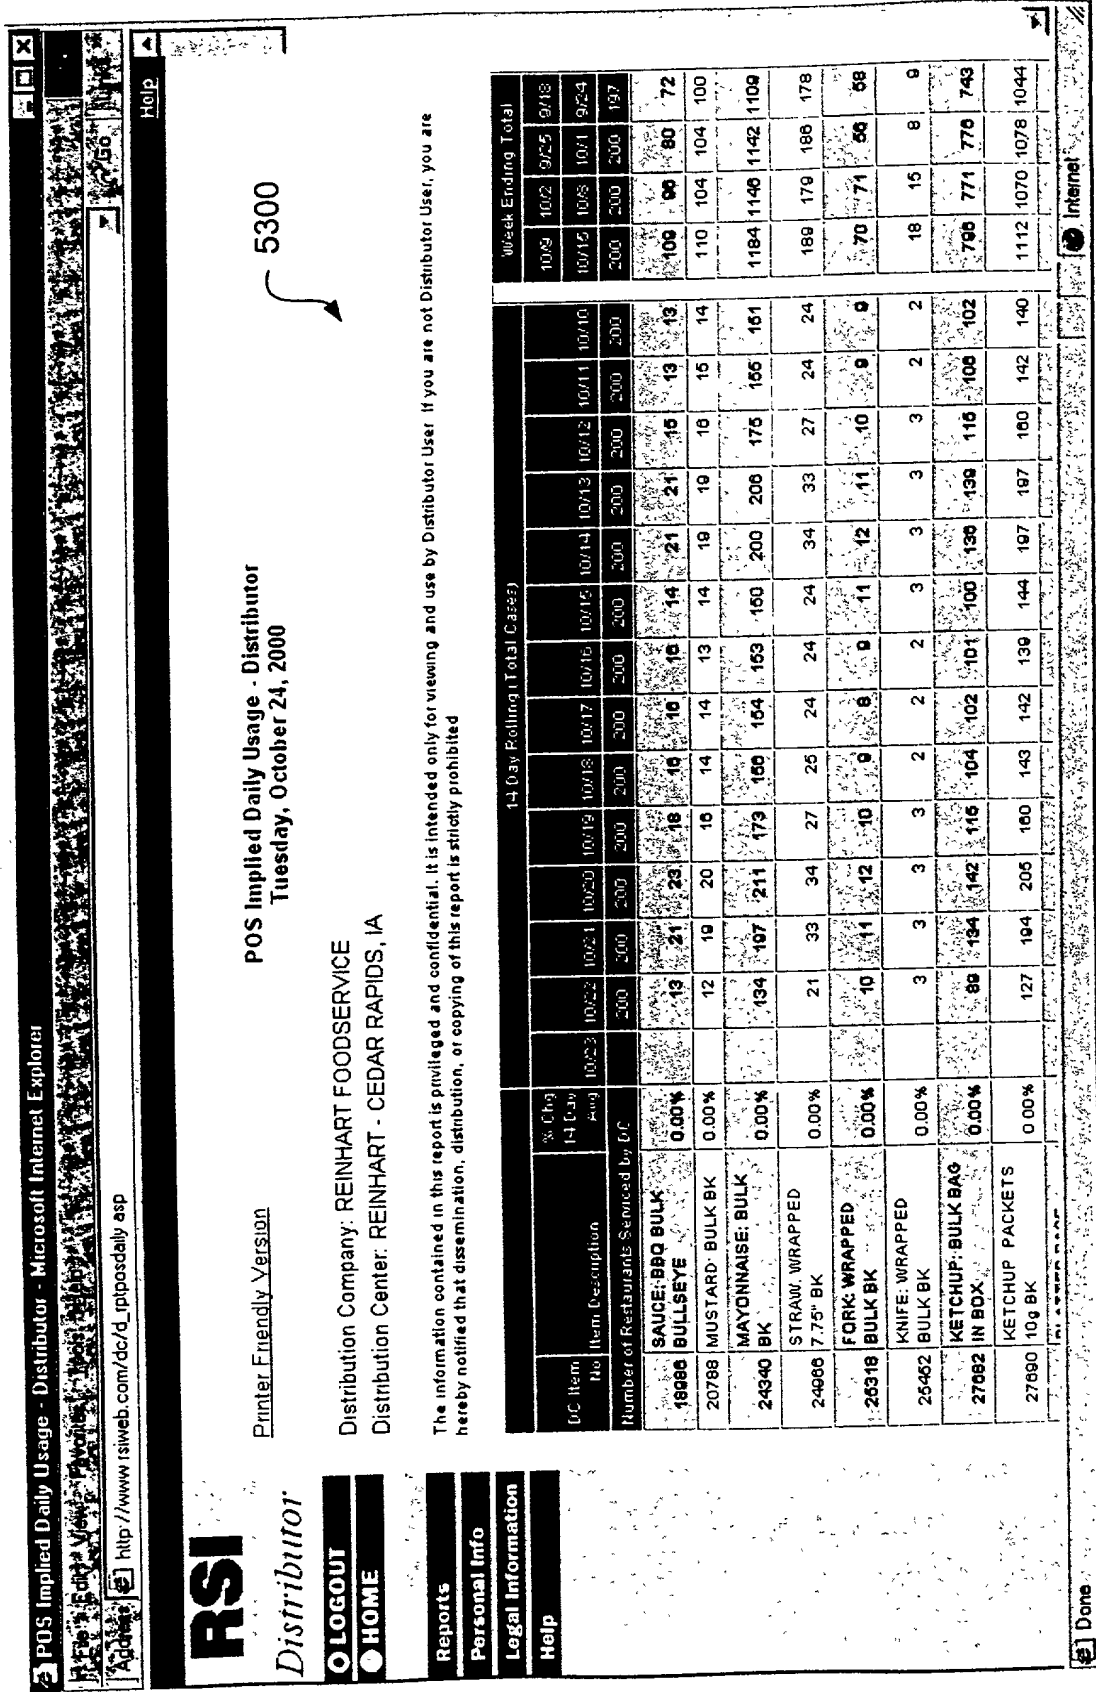 POS Implied Daily Usage - Distributor - Microsoft Internet Explorer
File Edit View Favorites Tools Help
Address http://www.rsiweb.com/dc/d_rptposdaily asp Go
Help
RSI
Distributor
LOGOUT
HOME
Reports
Personal Info
Legal Information
Help
Printer Friendly Version
POS Implied Daily Usage - Distributor
Tuesday, October 24, 2000
5300
Distribution Company: REINHART FOODSERVICE
Distribution Center: REINHART - CEDAR RAPIDS, IA
The information contained in this report is privileged and confidential. It is intended only for viewing and use by Distributor User If you are not Distributor User, you are
hereby notified that dissemination, distribution, or copying of this report is strictly prohibited
14 Day Rolling (Total Cases) Week Ending Total
% Chg 10/9 10/2 9/25 9/18
DC Item No Item Description 14 Day Avg 10/23 10/22 10/21 10/20 10/19 10/18 10/17 10/16 10/15 10/14 10/13 10/12 10/11 10/10 10/15 10/8 10/1 9/24
Number of Restaurants Serviced by DC 200 200 200 200 200 200 200 200 200 200 200 200 200 200 200 200 197
18986 SAUCE: BBQ BULK BULLSEYE 0.00% 13 21 23 18 16 16 16 14 21 21 15 13 13 109 96 80 72
20788 MUSTARD: BULK BK 0.00% 12 19 20 16 14 14 13 14 19 19 16 15 14 110 104 104 100
24340 MAYONNAISE: BULK BK 0.00% 134 197 211 173 156 154 153 150 200 206 175 155 151 1184 1146 1142 1109
24966 STRAW: WRAPPED 7.75" BK 0.00% 21 33 34 27 25 24 24 24 34 33 27 24 24 189 179 186 178
25318 FORK: WRAPPED BULK BK 0.00% 10 11 12 10 9 8 9 11 12 11 10 9 9 70 71 56 58
25452 KNIFE: WRAPPED BULK BK 0.00% 3 3 3 3 2 2 2 3 3 3 3 2 2 18 15 8 9
27682 KETCHUP: BULK BAG IN BOX 0.00% 89 134 142 115 104 102 101 100 136 139 116 106 102 796 771 776 743
27690 KETCHUP PACKETS 10g BK 0 00% 127 194 205 160 143 142 139 144 197 197 160 142 140 1112 1070 1078 1044
Done Internet